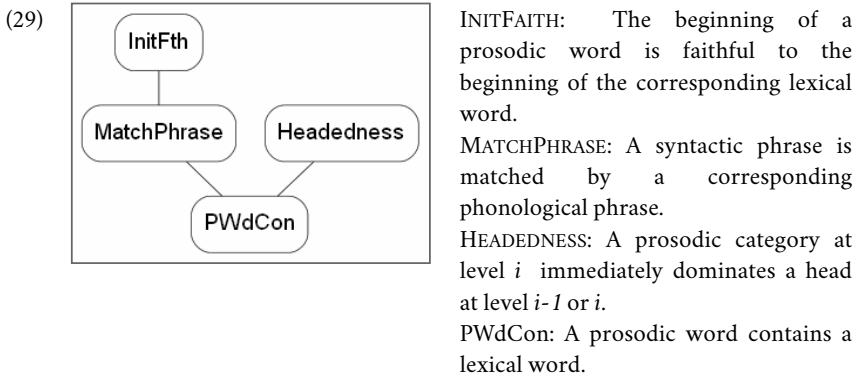 (29)
InitFth
MatchPhrase
Headedness
PWdCon
INITFAITH: The beginning of a
prosodic word is faithful to the
beginning of the corresponding lexical
word.
MATCHPHRASE: A syntactic phrase is
matched by a corresponding
phonological phrase.
HEADEDNESS: A prosodic category at
level i immediately dominates a head
at level i-1 or i.
PWdCon: A prosodic word contains a
lexical word.